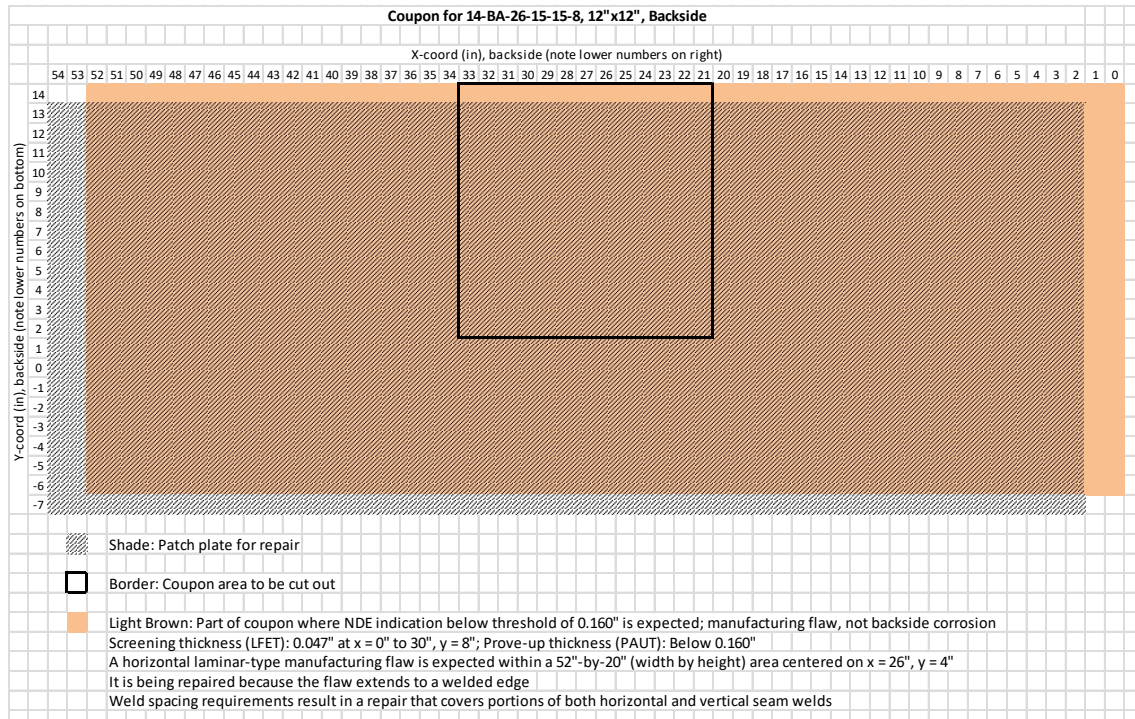 Coupon for 14-BA-26-15-15-8, 12"x12", Backside
X-coord (in), backside (note lower numbers on right)
54 53 52 51 50 49 48 47 46 45 44 43 42 41 40 39 38 37 36 35 34 33 32 31 30 29 28 27 26 25 24 23 22 21 20 19 18 17 16 15 14 13 12 11 10 9 8 7 6 5 4 3 2 1 0
Y-coord (in), backside (note lower numbers on bottom)
14
13
12
11
10
9
8
7
6
5
4
3
2
1
0
-1
-2
-3
-4
-5
-6
-7
Shade: Patch plate for repair
Border: Coupon area to be cut out
Light Brown: Part of coupon where NDE indication below threshold of 0.160" is expected; manufacturing flaw, not backside corrosion
Screening thickness (LFET): 0.047" at x = 0" to 30", y = 8"; Prove-up thickness (PAUT): Below 0.160"
A horizontal laminar-type manufacturing flaw is expected within a 52"-by-20" (width by height) area centered on x = 26", y = 4"
It is being repaired because the flaw extends to a welded edge
Weld spacing requirements result in a repair that covers portions of both horizontal and vertical seam welds